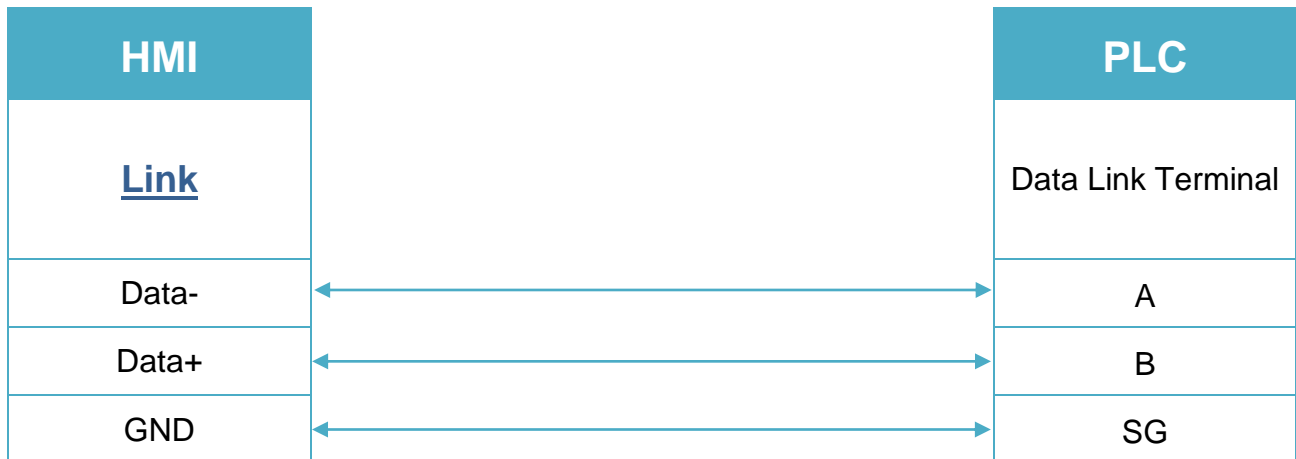 HMI PLC
Link Data Link Terminal
Data- A
Data+ B
GND SG